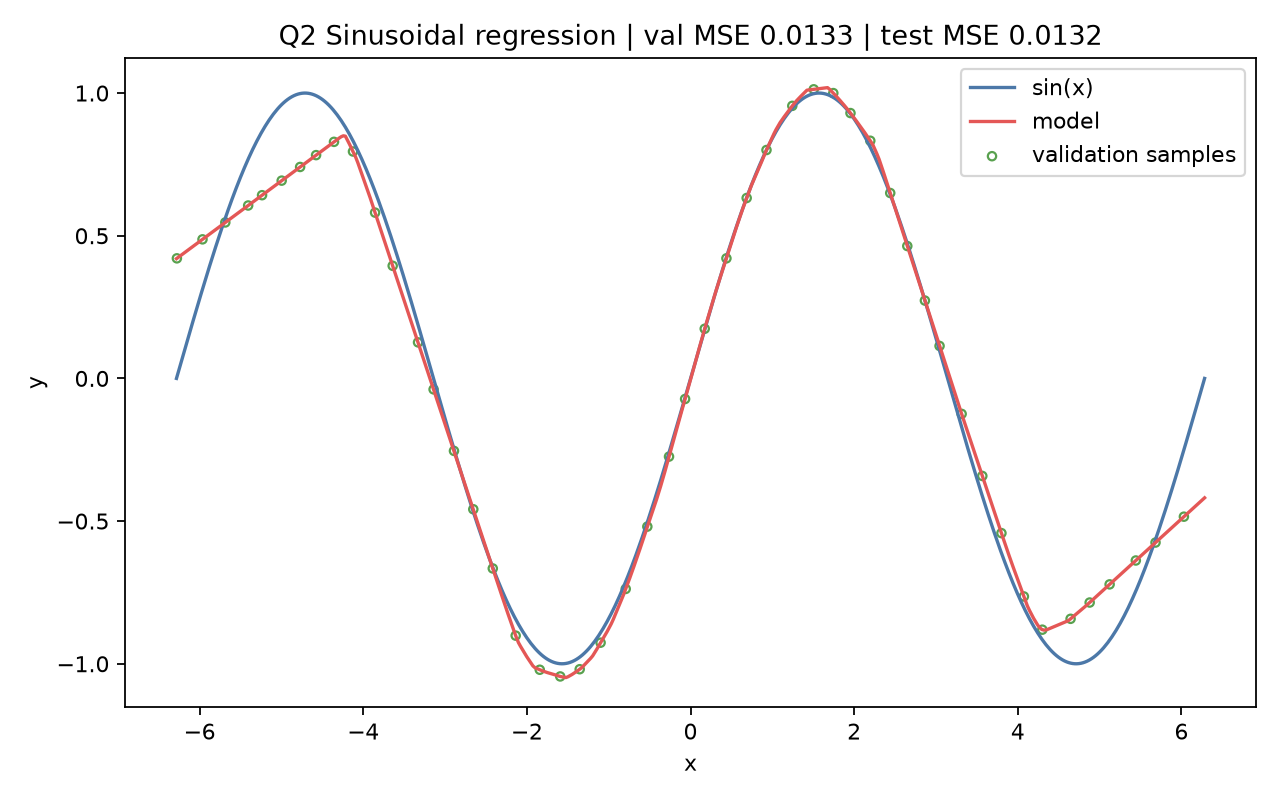 Q2 Sinusoidal regression | val MSE 0.0133 | test MSE 0.0132
sin(x)
model
validation samples
y
1.0
0.5
0.0
−0.5
−1.0
−6 −4 −2 0 2 4 6
x